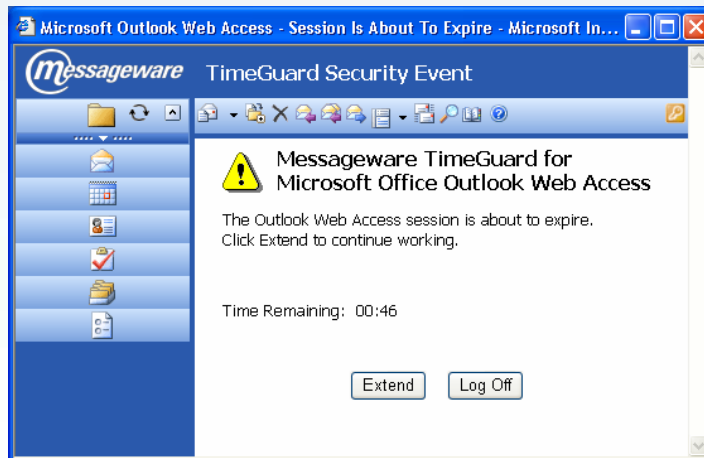 Microsoft Outlook Web Access - Session Is About To Expire - Microsoft In...
Messageware
TimeGuard Security Event
Messageware TimeGuard for
Microsoft Office Outlook Web Access
The Outlook Web Access session is about to expire.
Click Extend to continue working.
Time Remaining: 00:46
Extend
Log Off